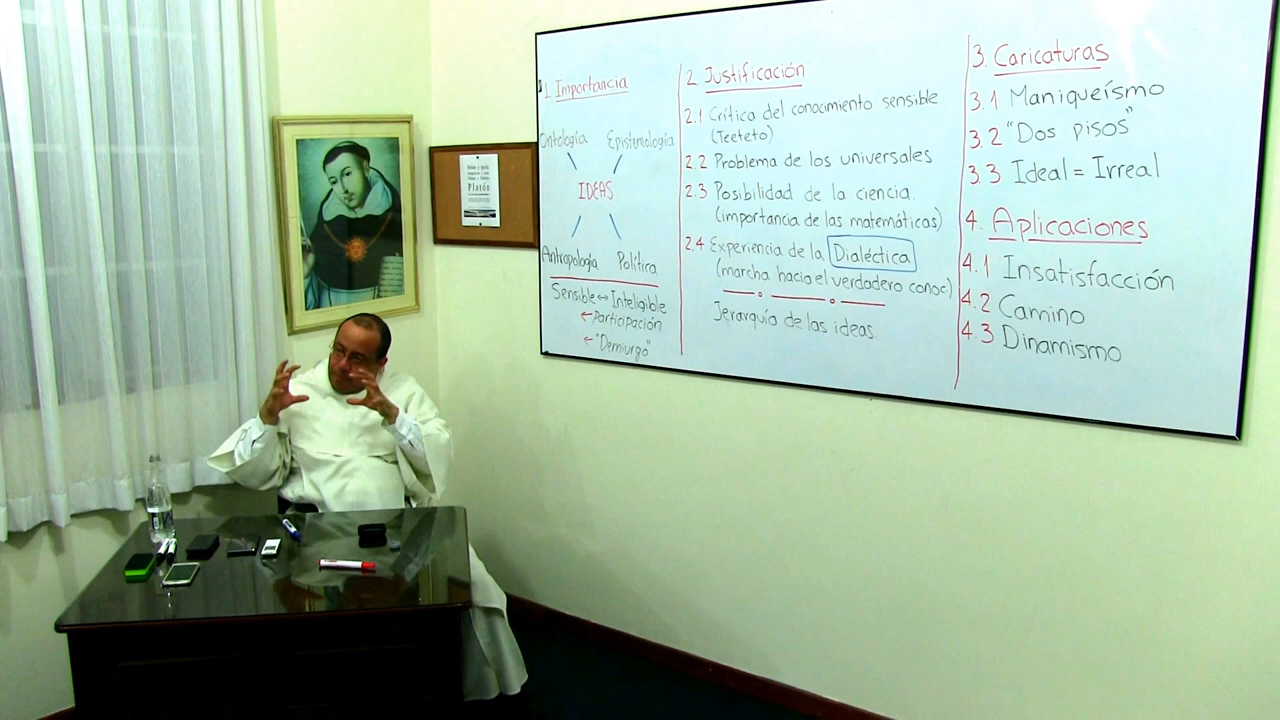 Platón
1. Importancia
Ontología Epistemología
IDEAS
Antropología Política
Sensible ↔ Inteligible
← Participación
← "Demiurgo"
2. Justificación
2.1 Crítica del conocimiento sensible
(Teeteto)
2.2 Problema de los universales
2.3 Posibilidad de la ciencia
(importancia de las matemáticas)
2.4 Experiencia de la Dialéctica
(marcha hacia el verdadero conoc)
Jerarquía de las ideas.
3. Caricaturas
3.1 Maniqueísmo
3.2 "Dos pisos"
3.3 Ideal = Irreal
4. Aplicaciones
4.1 Insatisfacción
4.2 Camino
4.3 Dinamismo